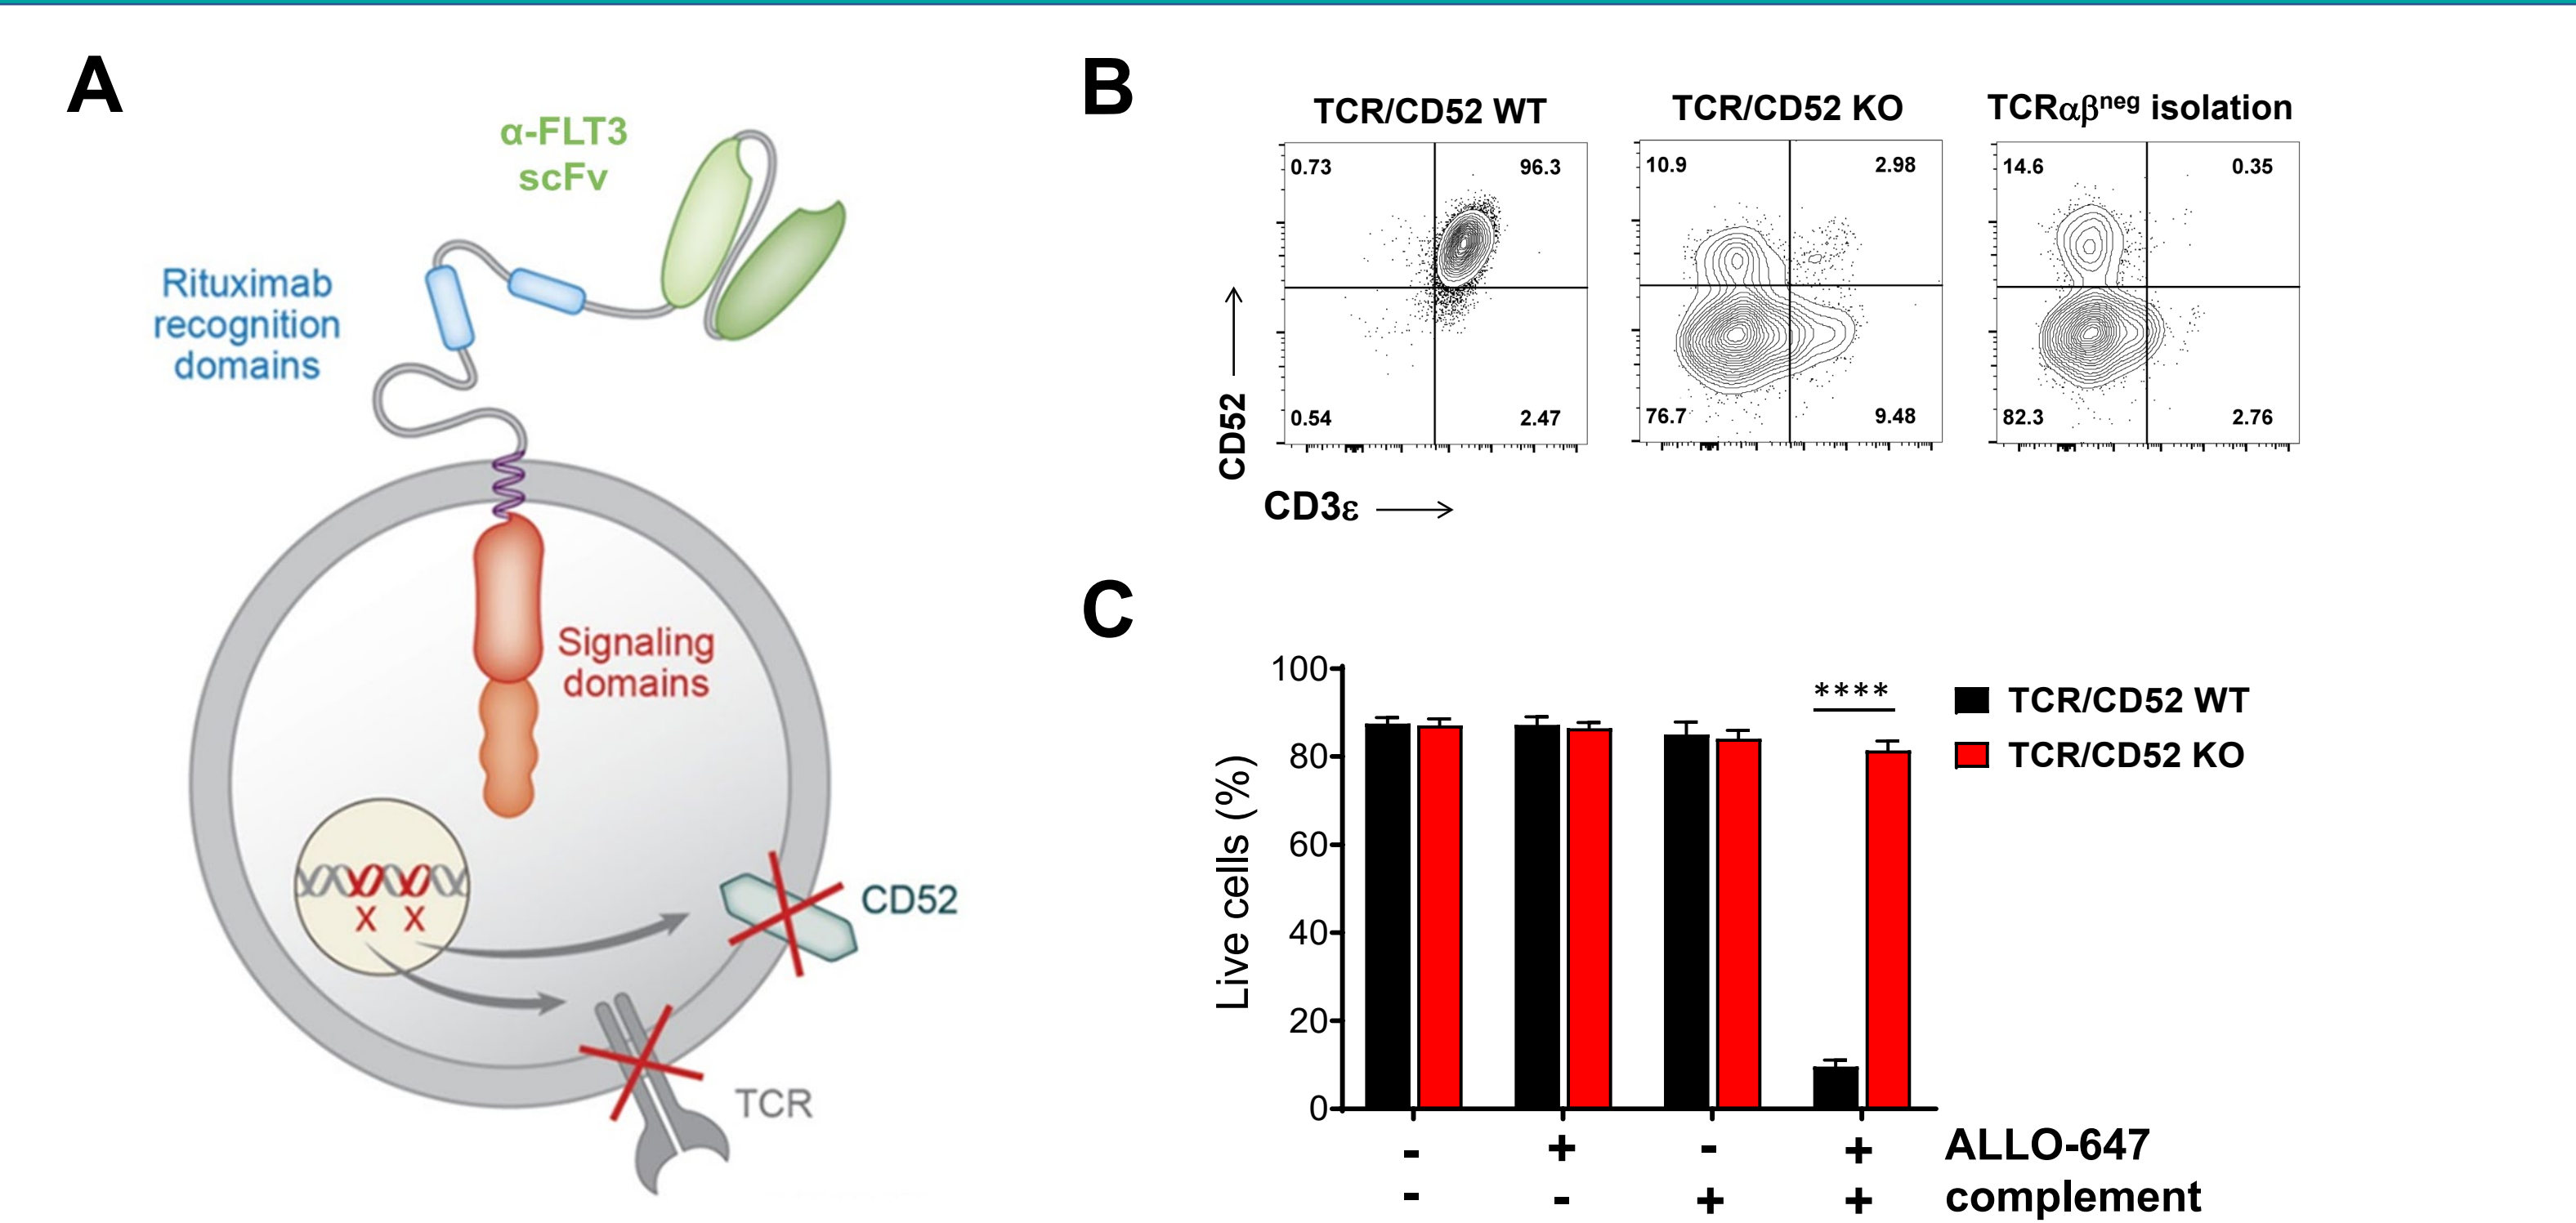 A
α-FLT3
scFv
Rituximab
recognition
domains
Signaling
domains
X X
CD52
TCR
B
TCR/CD52 WT
TCR/CD52 KO
TCRαβneg isolation
0.73
96.3
0.54
2.47
10.9
2.98
76.7
9.48
14.6
0.35
82.3
2.76
CD52
CD3ε
C
Live cells (%)
100
80
60
40
20
0
****
TCR/CD52 WT
TCR/CD52 KO
- + - + ALLO-647
- - + + complement